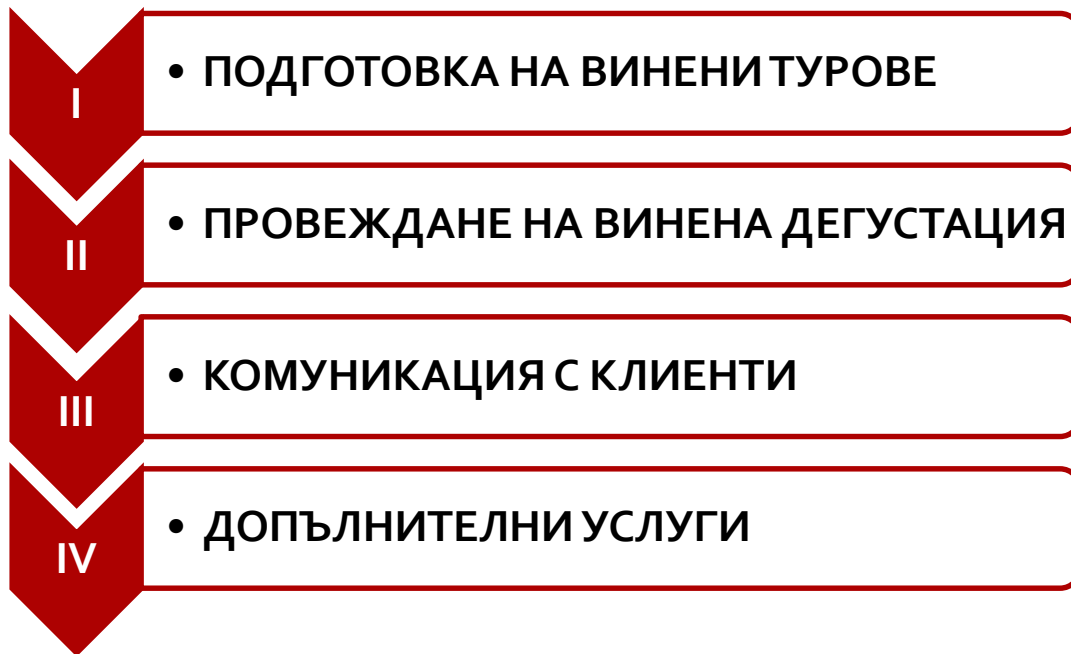 I
• ПОДГОТОВКА НА ВИНЕНИ ТУРОВЕ
II
• ПРОВЕЖДАНЕ НА ВИНЕНА ДЕГУСТАЦИЯ
III
• КОМУНИКАЦИЯ С КЛИЕНТИ
IV
• ДОПЪЛНИТЕЛНИ УСЛУГИ